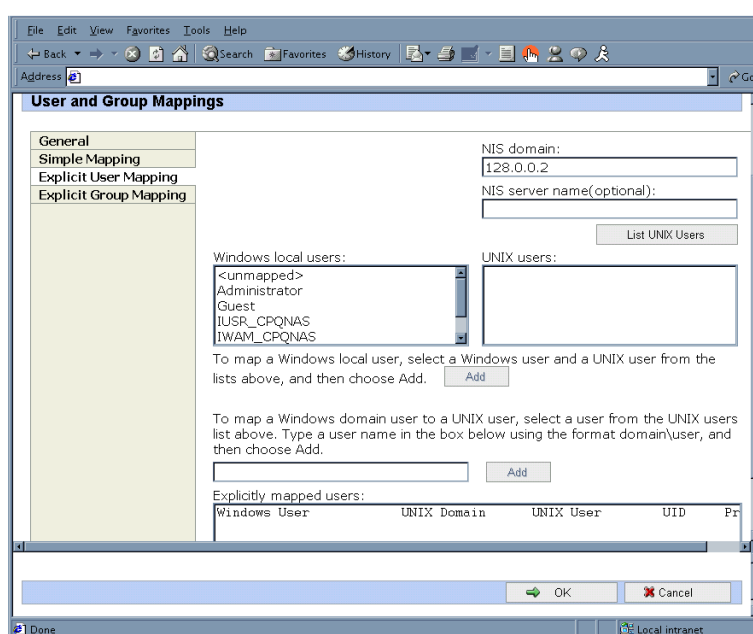 File Edit View Favorites Tools Help
Back Search Favorites History
Address Go
User and Group Mappings
General
Simple Mapping
Explicit User Mapping
Explicit Group Mapping
NIS domain:
128.0.0.2
NIS server name(optional):
List UNIX Users
Windows local users: UNIX users:
<unmapped>
Administrator
Guest
IUSR_CPQNAS
IWAM_CPQNAS
To map a Windows local user, select a Windows user and a UNIX user from the
lists above, and then choose Add. Add
To map a Windows domain user to a UNIX user, select a user from the UNIX users
list above. Type a user name in the box below using the format domain\user, and
then choose Add.
Add
Explicitly mapped users:
Windows User UNIX Domain UNIX User UID Pr
OK Cancel
Done Local intranet